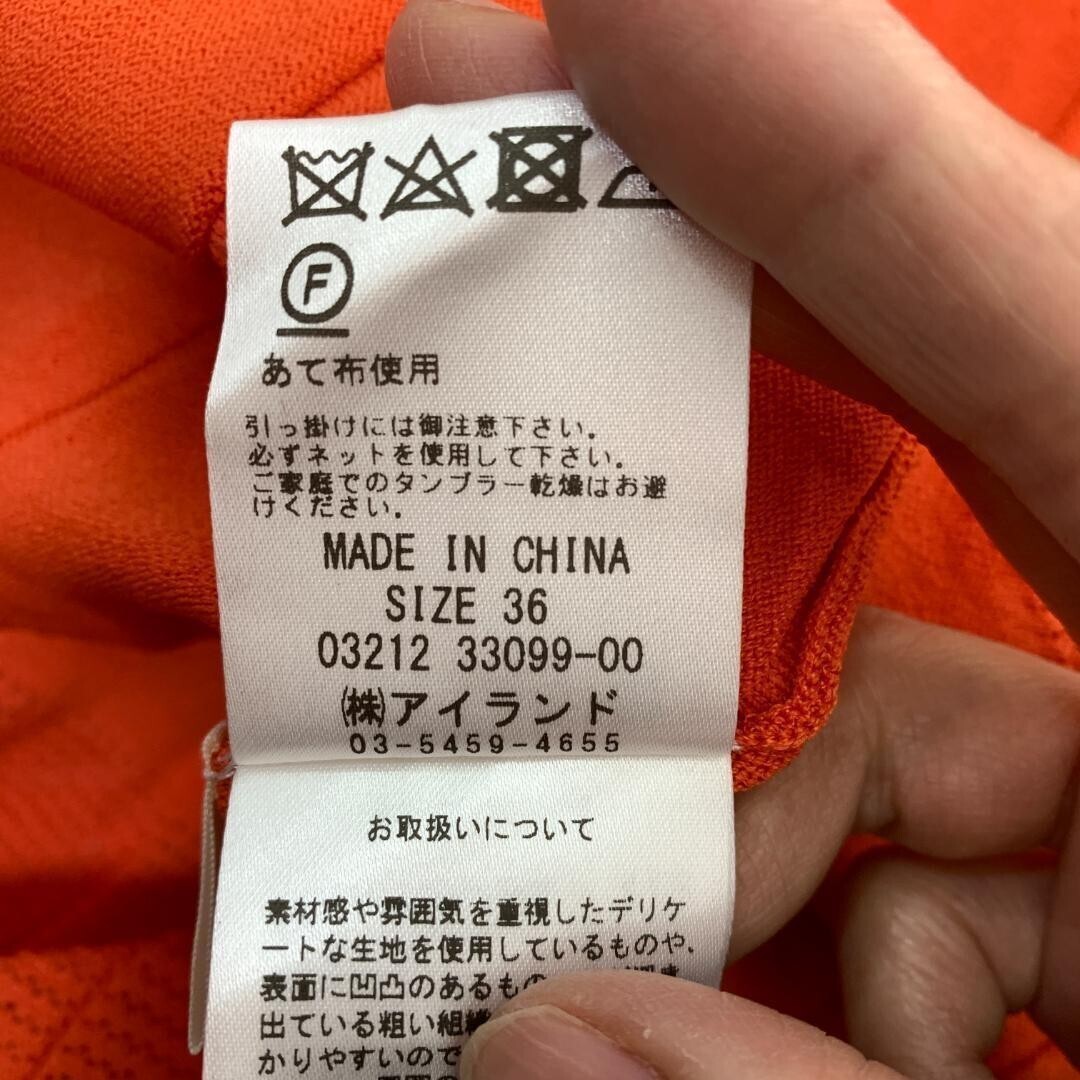 F
あて布使用
引っ掛けには御注意下さい.
必ずネットを使用して下さい.
ご家庭でのタンブラー乾燥はお避
けください.
MADE IN CHINA
SIZE 36
03212 33099-00
㈱アイランド
03-5459-4655
お取扱いについて
素材感や雰囲気を重視したデリケ
ートな生地を使用しているものや、
表面に凹凸のあるもの
出ている粗い組織
かりやすいので